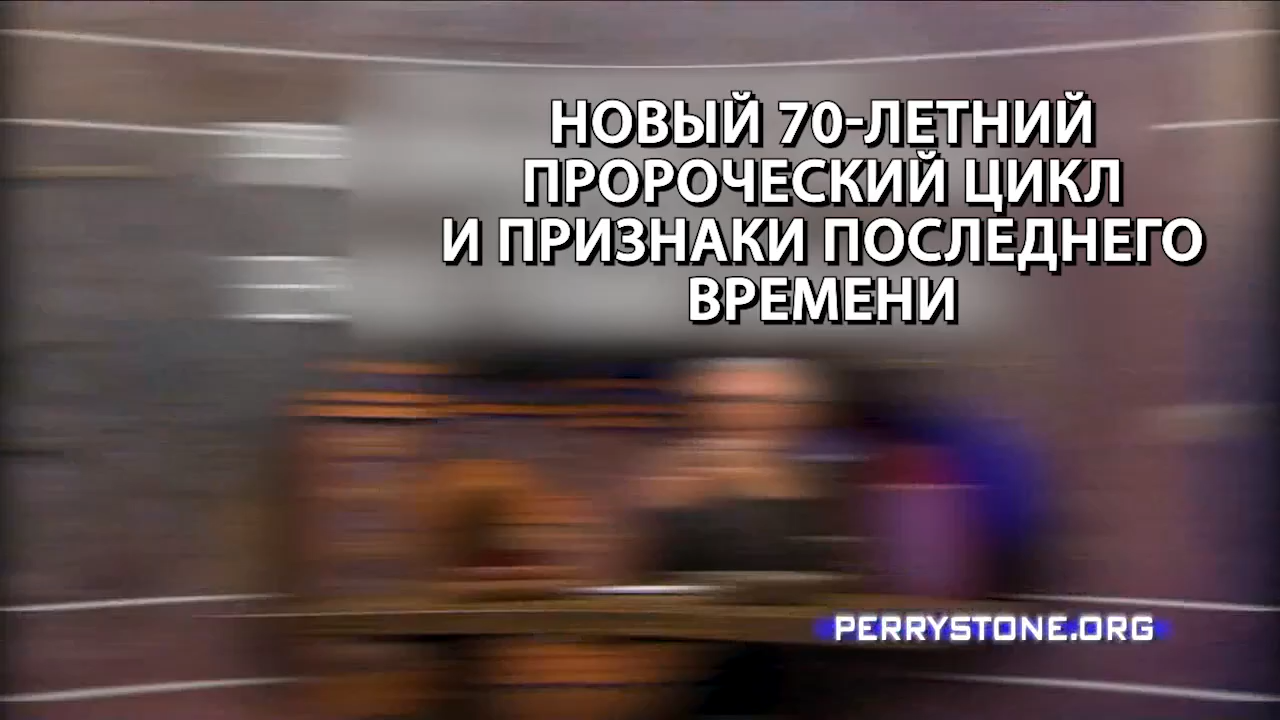 НОВЫЙ 70-ЛЕТНИЙ
ПРОРОЧЕСКИЙ ЦИКЛ
И ПРИЗНАКИ ПОСЛЕДНЕГО
ВРЕМЕНИ
PERRYSTONE.ORG